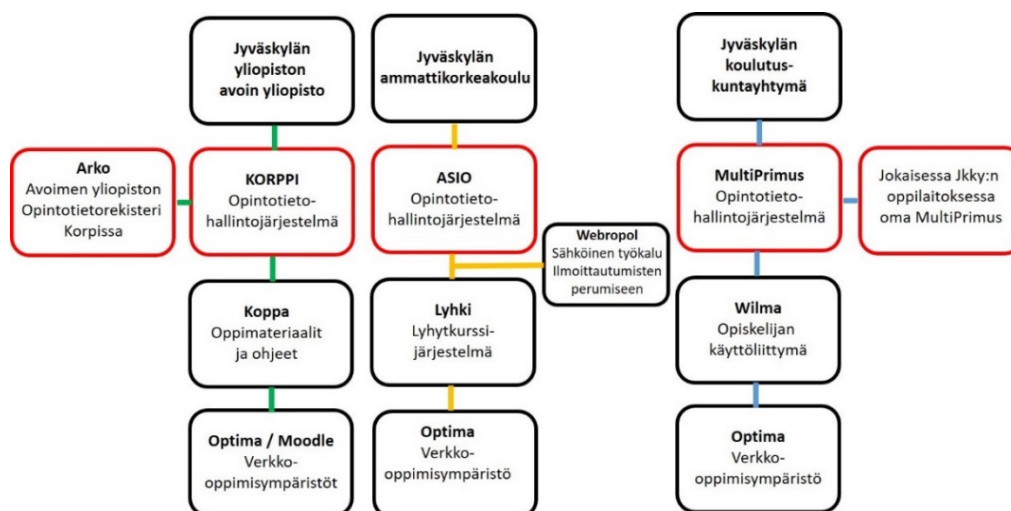 Jyväskylän
yliopiston
avoin yliopisto
Jyväskylän
ammattikorkeakoulu
Jyväskylän
koulutus-
kuntayhtymä
Arko
Avoimen yliopiston
Opintotietorekisteri
Korpissa
KORPPI
Opintotieto-
hallintojärjestelmä
ASIO
Opintotieto-
hallintojärjestelmä
MultiPrimus
Opintotieto-
hallintojärjestelmä
Jokaisessa Jkky:n
oppilaitoksessa
oma MultiPrimus
Webropol
Sähköinen työkalu
Ilmoittautumisten
perumiseen
Koppa
Oppimateriaalit
ja ohjeet
Lyhki
Lyhytkurssi-
järjestelmä
Wilma
Opiskelijan
käyttöliittymä
Optima / Moodle
Verkko-
oppimisympäristöt
Optima
Verkko-
oppimisympäristö
Optima
Verkko-
oppimisympäristö